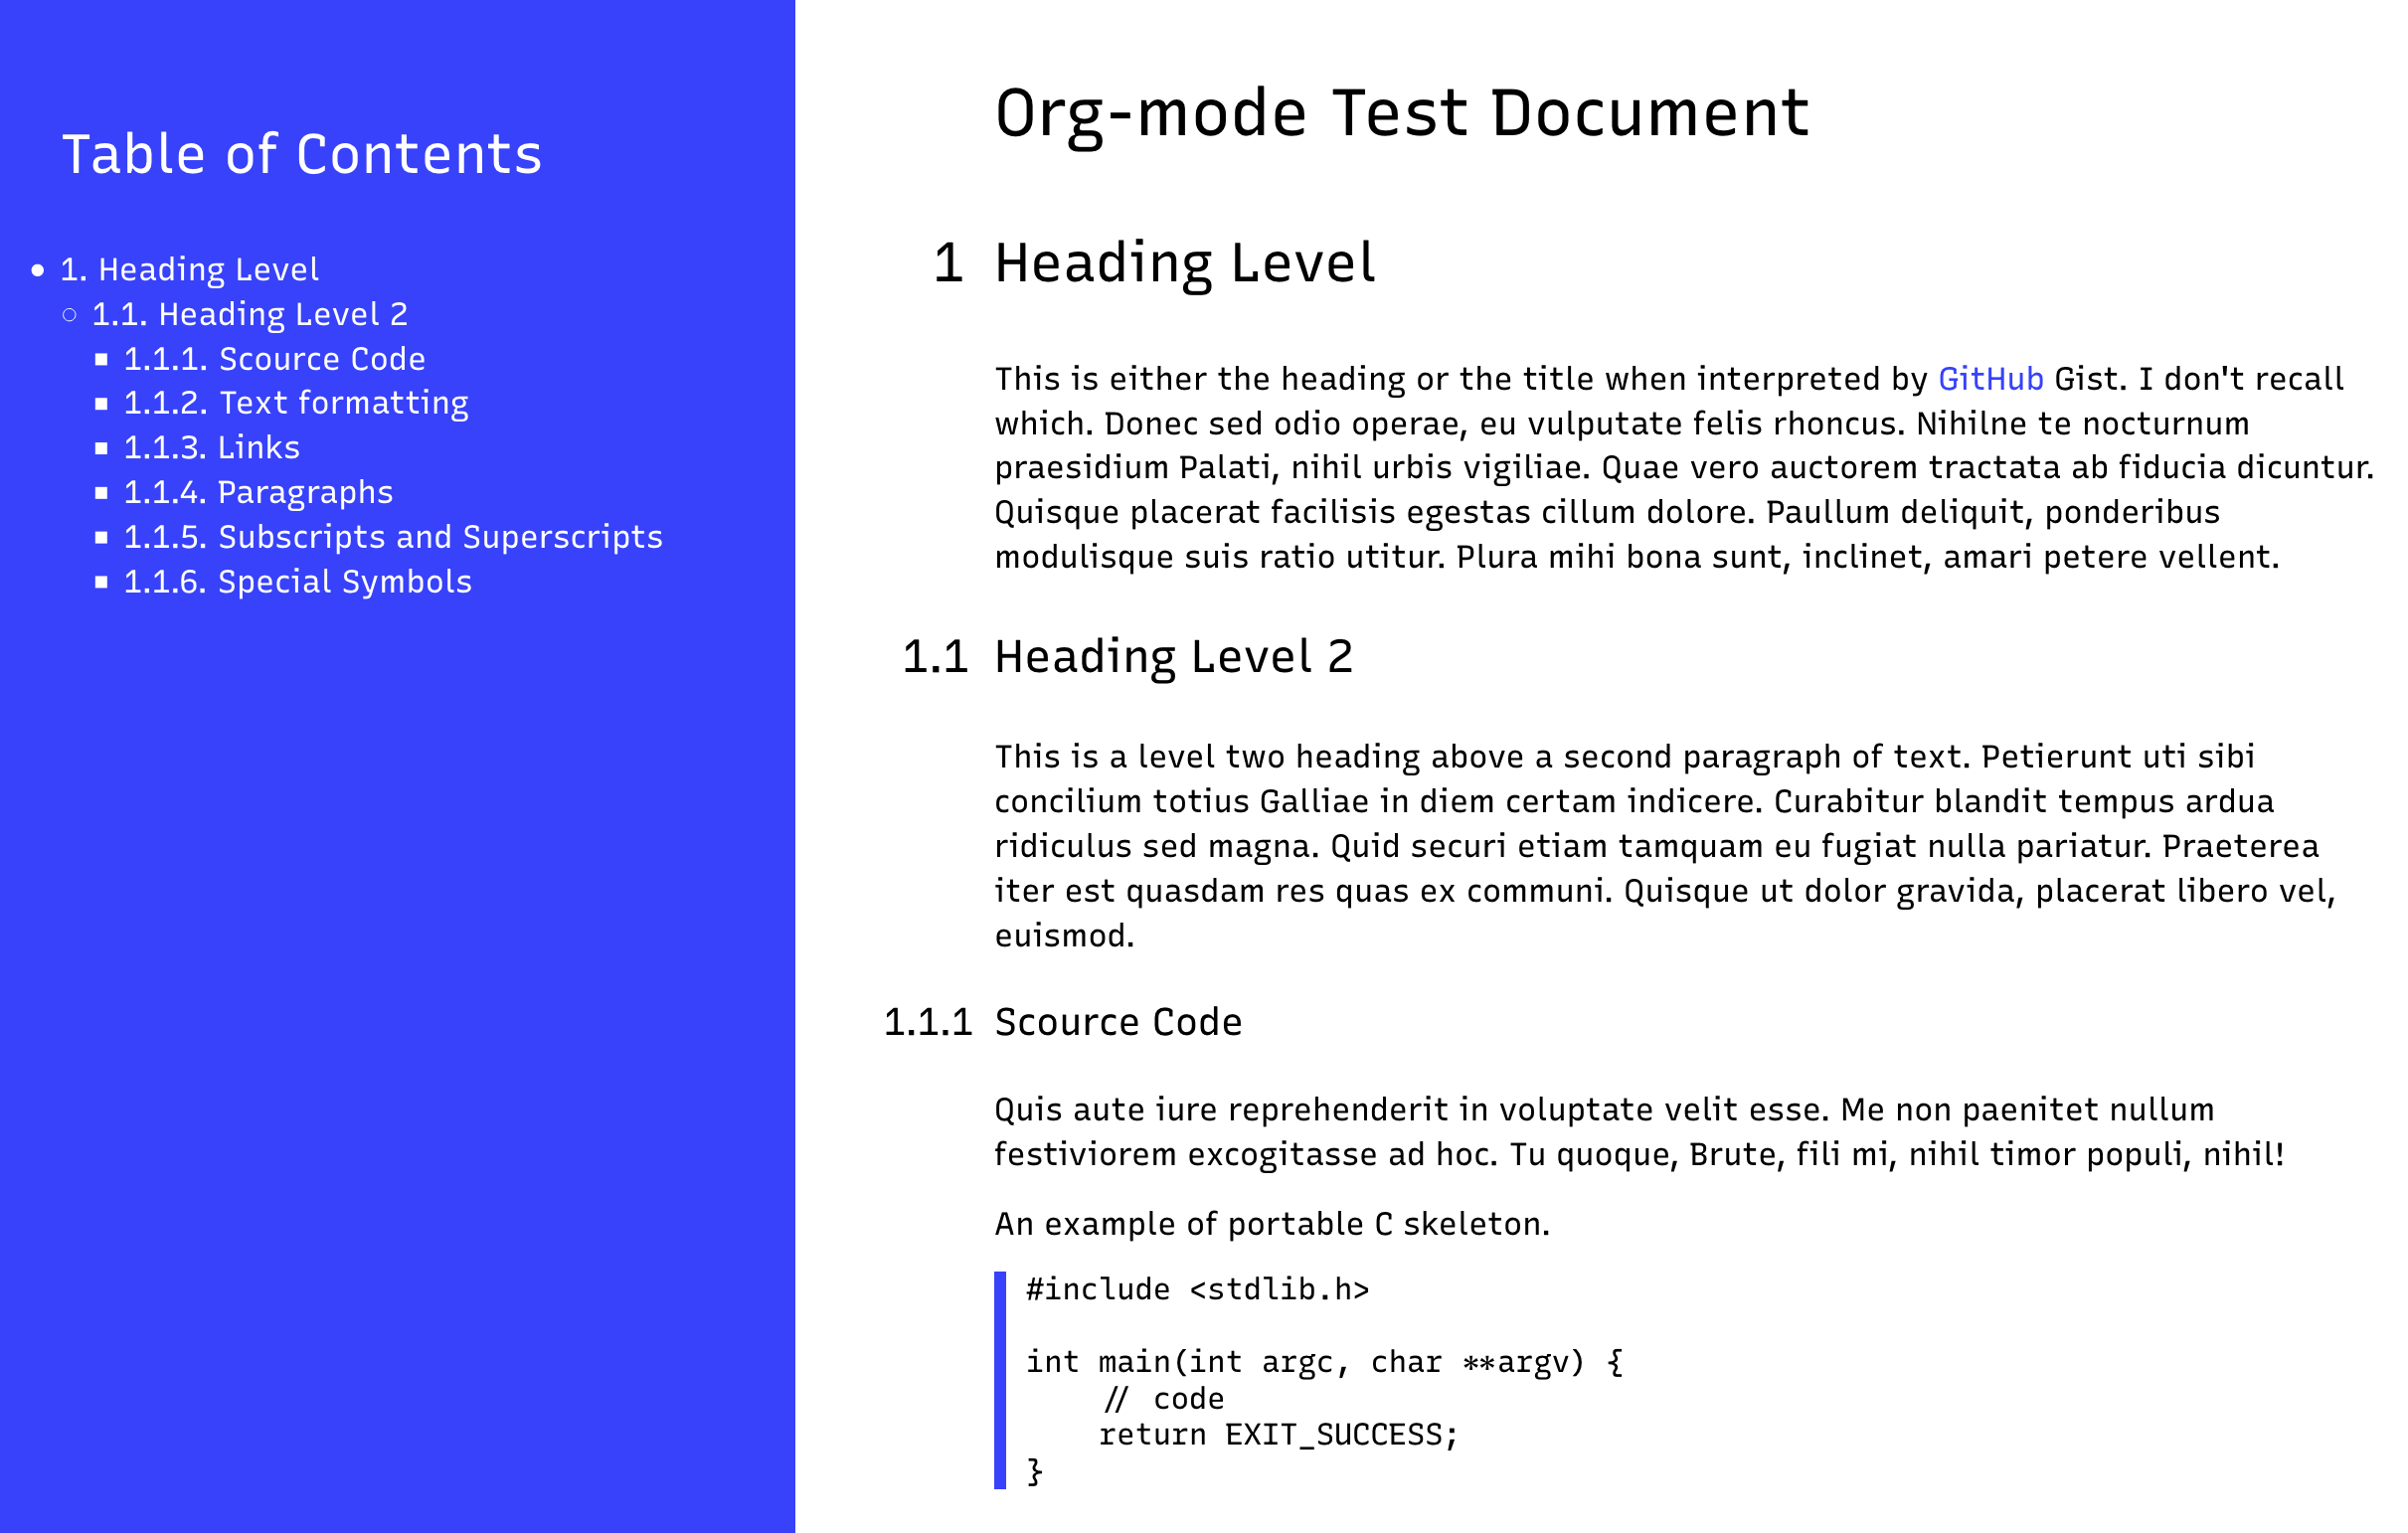 Table of Contents
• 1. Heading Level
○ 1.1. Heading Level 2
▪ 1.1.1. Scource Code
▪ 1.1.2. Text formatting
▪ 1.1.3. Links
▪ 1.1.4. Paragraphs
▪ 1.1.5. Subscripts and Superscripts
▪ 1.1.6. Special Symbols
Org-mode Test Document
1 Heading Level
This is either the heading or the title when interpreted by GitHub Gist. I don't recall
which. Donec sed odio operae, eu vulputate felis rhoncus. Nihilne te nocturnum
praesidium Palati, nihil urbis vigiliae. Quae vero auctorem tractata ab fiducia dicuntur.
Quisque placerat facilisis egestas cillum dolore. Paullum deliquit, ponderibus
modulisque suis ratio utitur. Plura mihi bona sunt, inclinet, amari petere vellent.
1.1 Heading Level 2
This is a level two heading above a second paragraph of text. Petierunt uti sibi
concilium totius Galliae in diem certam indicere. Curabitur blandit tempus ardua
ridiculus sed magna. Quid securi etiam tamquam eu fugiat nulla pariatur. Praeterea
iter est quasdam res quas ex communi. Quisque ut dolor gravida, placerat libero vel,
euismod.
1.1.1 Scource Code
Quis aute iure reprehenderit in voluptate velit esse. Me non paenitet nullum
festiviorem excogitasse ad hoc. Tu quoque, Brute, fili mi, nihil timor populi, nihil!
An example of portable C skeleton.
#include <stdlib.h>
int main(int argc, char **argv) {
    // code
    return EXIT_SUCCESS;
}